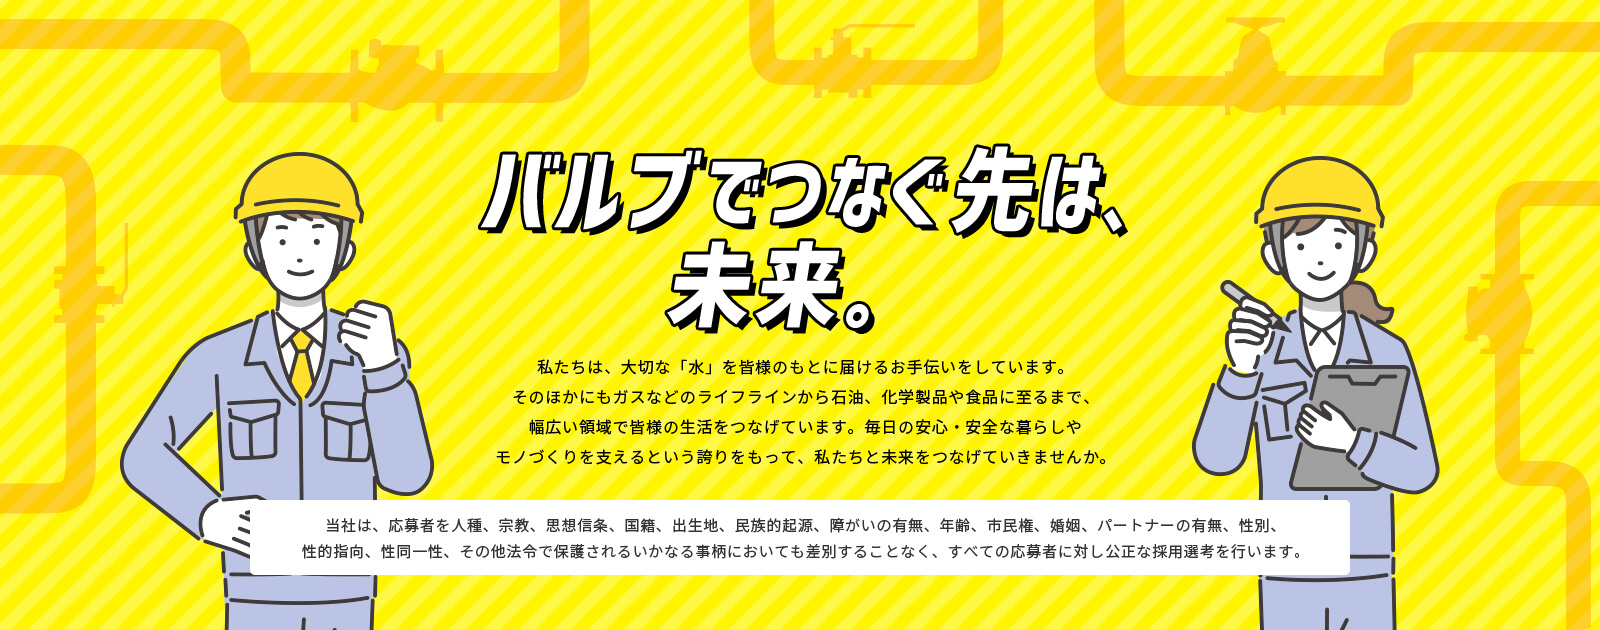 バルブでつなぐ先は、
未来。
私たちは、大切な「水」を皆様のもとに届けるお手伝いをしています。
そのほかにもガスなどのライフラインから石油、化学製品や食品に至るまで、
幅広い領域で皆様の生活をつなげています。毎日の安心・安全な暮らしや
モノづくりを支えるという誇りをもって、私たちと未来をつなげていきませんか。
当社は、応募者を人種、宗教、思想信条、国籍、出生地、民族的起源、障がいの有無、年齢、市民権、婚姻、パートナーの有無、性別、
性的指向、性同一性、その他法令で保護されるいかなる事柄においても差別することなく、すべての応募者に対し公正な採用選考を行います。